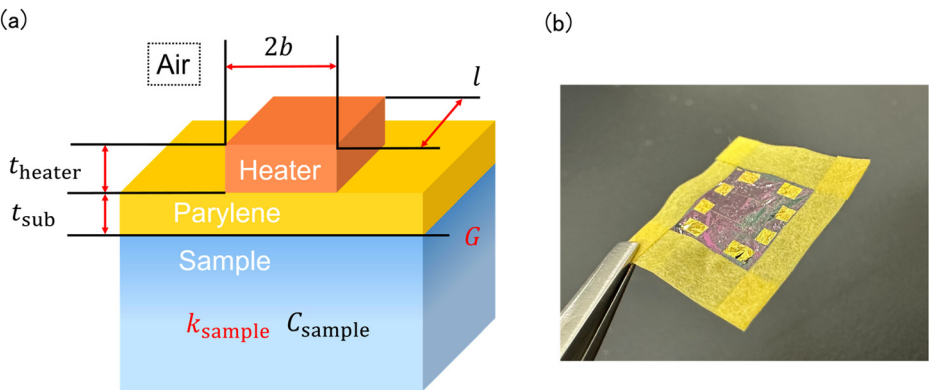 (a)
(b)
Air
2b
l
t_heater
Heater
t_sub
Parylene
G
Sample
k_sample C_sample